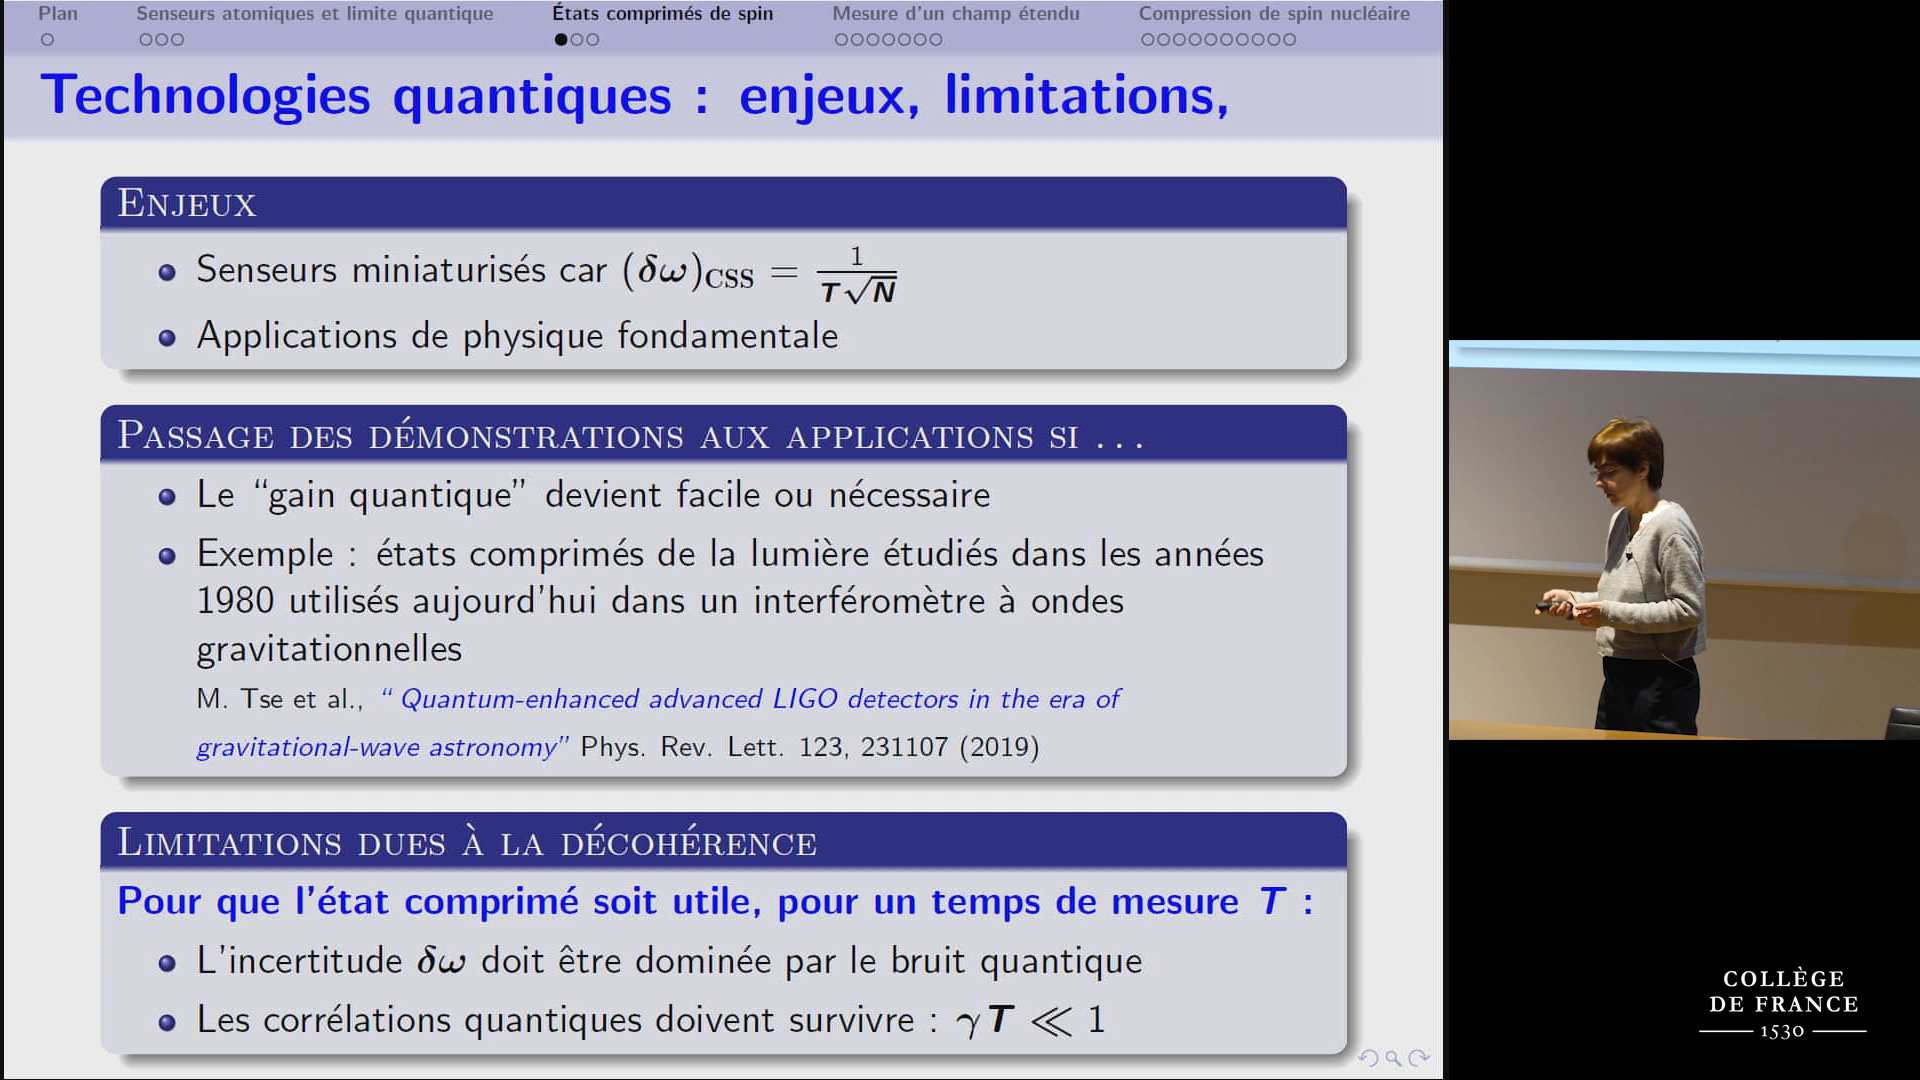 Plan
Senseurs atomiques et limite quantique
États comprimés de spin
Mesure d'un champ étendu
Compression de spin nucléaire
Technologies quantiques : enjeux, limitations,
Enjeux
Senseurs miniaturisés car (δω)CSS = 1/(T√N)
Applications de physique fondamentale
Passage des démonstrations aux applications si ...
Le “gain quantique” devient facile ou nécessaire
Exemple : états comprimés de la lumière étudiés dans les années
1980 utilisés aujourd'hui dans un interféromètre à ondes
gravitationnelles
M. Tse et al., “ Quantum-enhanced advanced LIGO detectors in the era of
gravitational-wave astronomy” Phys. Rev. Lett. 123, 231107 (2019)
Limitations dues à la décohérence
Pour que l'état comprimé soit utile, pour un temps de mesure T :
L'incertitude δω doit être dominée par le bruit quantique
Les corrélations quantiques doivent survivre : γT ≪ 1
COLLÈGE
DE FRANCE
1530